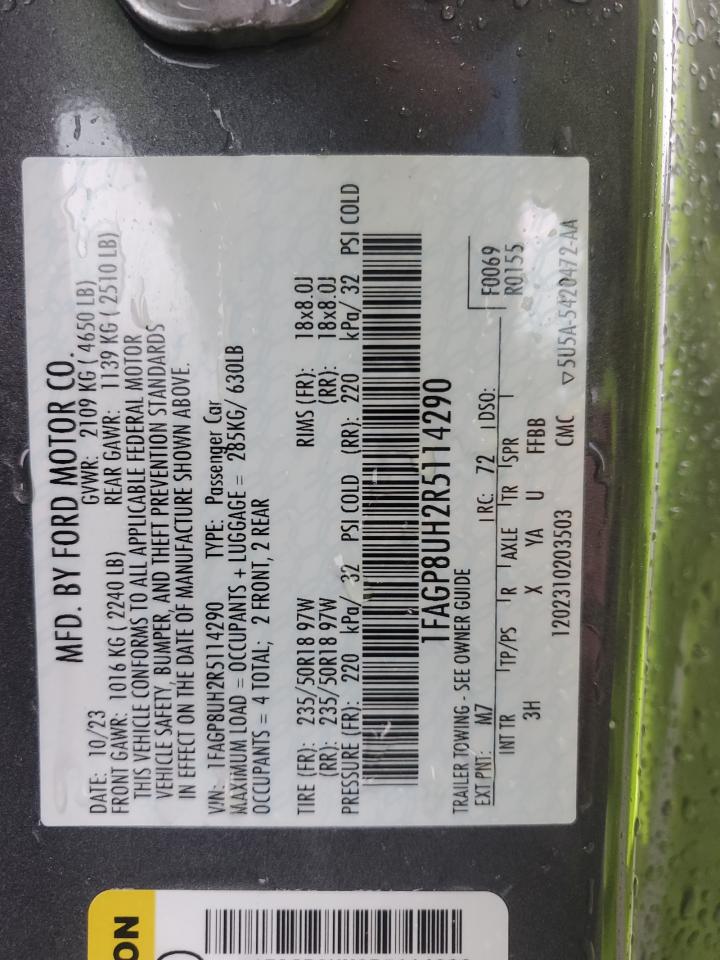 MFD. BY FORD MOTOR CO.
DATE: 10/23 GVWR: 2109 KG ( 4650 LB)
FRONT GAWR: 1016 KG ( 2240 LB) REAR GAWR: 1139 KG ( 2510 LB)
THIS VEHICLE CONFORMS TO ALL APPLICABLE FEDERAL MOTOR
VEHICLE SAFETY, BUMPER, AND THEFT PREVENTION STANDARDS
IN EFFECT ON THE DATE OF MANUFACTURE SHOWN ABOVE.
VIN: 1FAGP8UH2R5114290 TYPE: Passenger Car
MAXIMUM LOAD = OCCUPANTS + LUGGAGE = 285KG/ 630LB
OCCUPANTS = 4 TOTAL; 2 FRONT, 2 REAR
TIRE (FR): 235/50R18 97W RIMS (FR): 18x8.0J
(RR): 235/50R18 97W (RR): 18x8.0J
PRESSURE (FR): 220 kPa/ 32 PSI COLD (RR): 220 kPa/ 32 PSI COLD
1FAGP8UH2R5114290
TRAILER TOWING - SEE OWNER GUIDE
F0069
EXT PNT: M7 RC: 72 DSO:
R0155
INT TR TP/PS R AXLE TR SPR
3H X YA U FFBB
1202310203503 CMC ▽5U5A-5420472-AA
ON